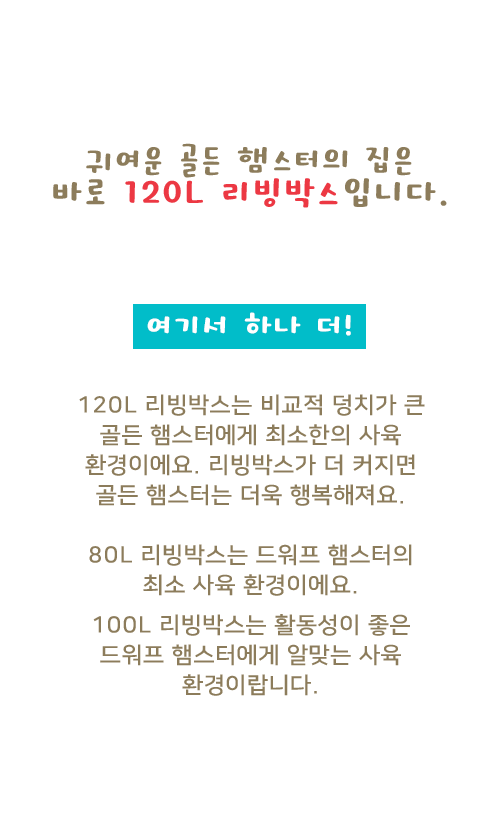 귀여운 골든 햄스터의 집은
바로 120L 리빙박스입니다.
여기서 하나 더!
120L 리빙박스는 비교적 덩치가 큰
골든 햄스터에게 최소한의 사육
환경이에요. 리빙박스가 더 커지면
골든 햄스터는 더욱 행복해져요.
80L 리빙박스는 드워프 햄스터의
최소 사육 환경이에요.
100L 리빙박스는 활동성이 좋은
드워프 햄스터에게 알맞는 사육
환경이랍니다.